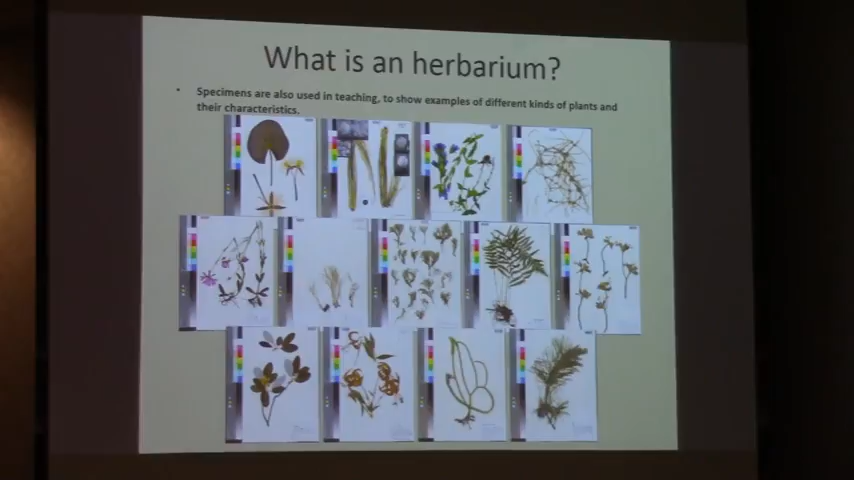 What is an herbarium?
• Specimens are also used in teaching, to show examples of different kinds of plants and
their characteristics.